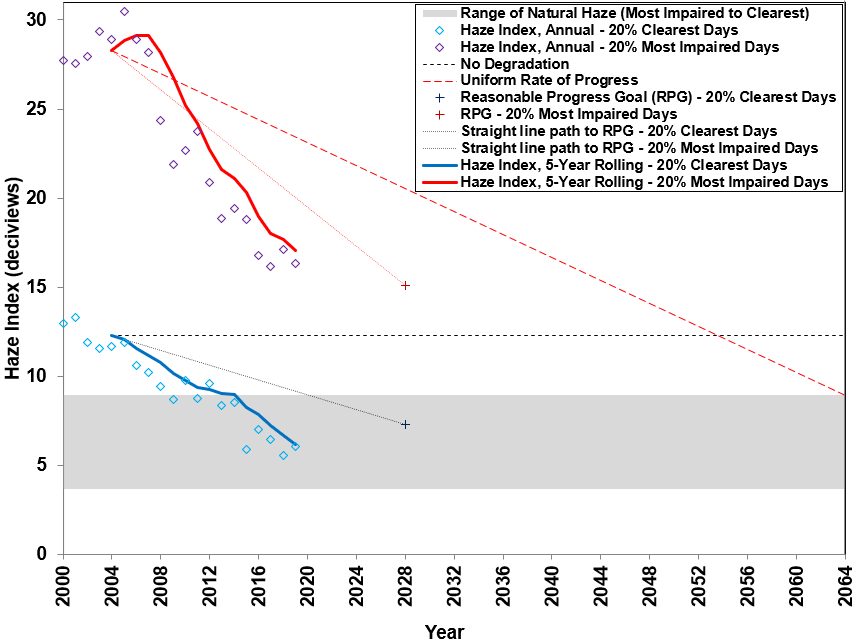 Range of Natural Haze (Most Impaired to Clearest)
Haze Index, Annual - 20% Clearest Days
Haze Index, Annual - 20% Most Impaired Days
No Degradation
Uniform Rate of Progress
Reasonable Progress Goal (RPG) - 20% Clearest Days
RPG - 20% Most Impaired Days
Straight line path to RPG - 20% Clearest Days
Straight line path to RPG - 20% Most Impaired Days
Haze Index, 5-Year Rolling - 20% Clearest Days
Haze Index, 5-Year Rolling - 20% Most Impaired Days
Haze Index (deciviews)
30
25
20
15
10
5
0
2000 2004 2008 2012 2016 2020 2024 2028 2032 2036 2040 2044 2048 2052 2056 2060 2064
Year